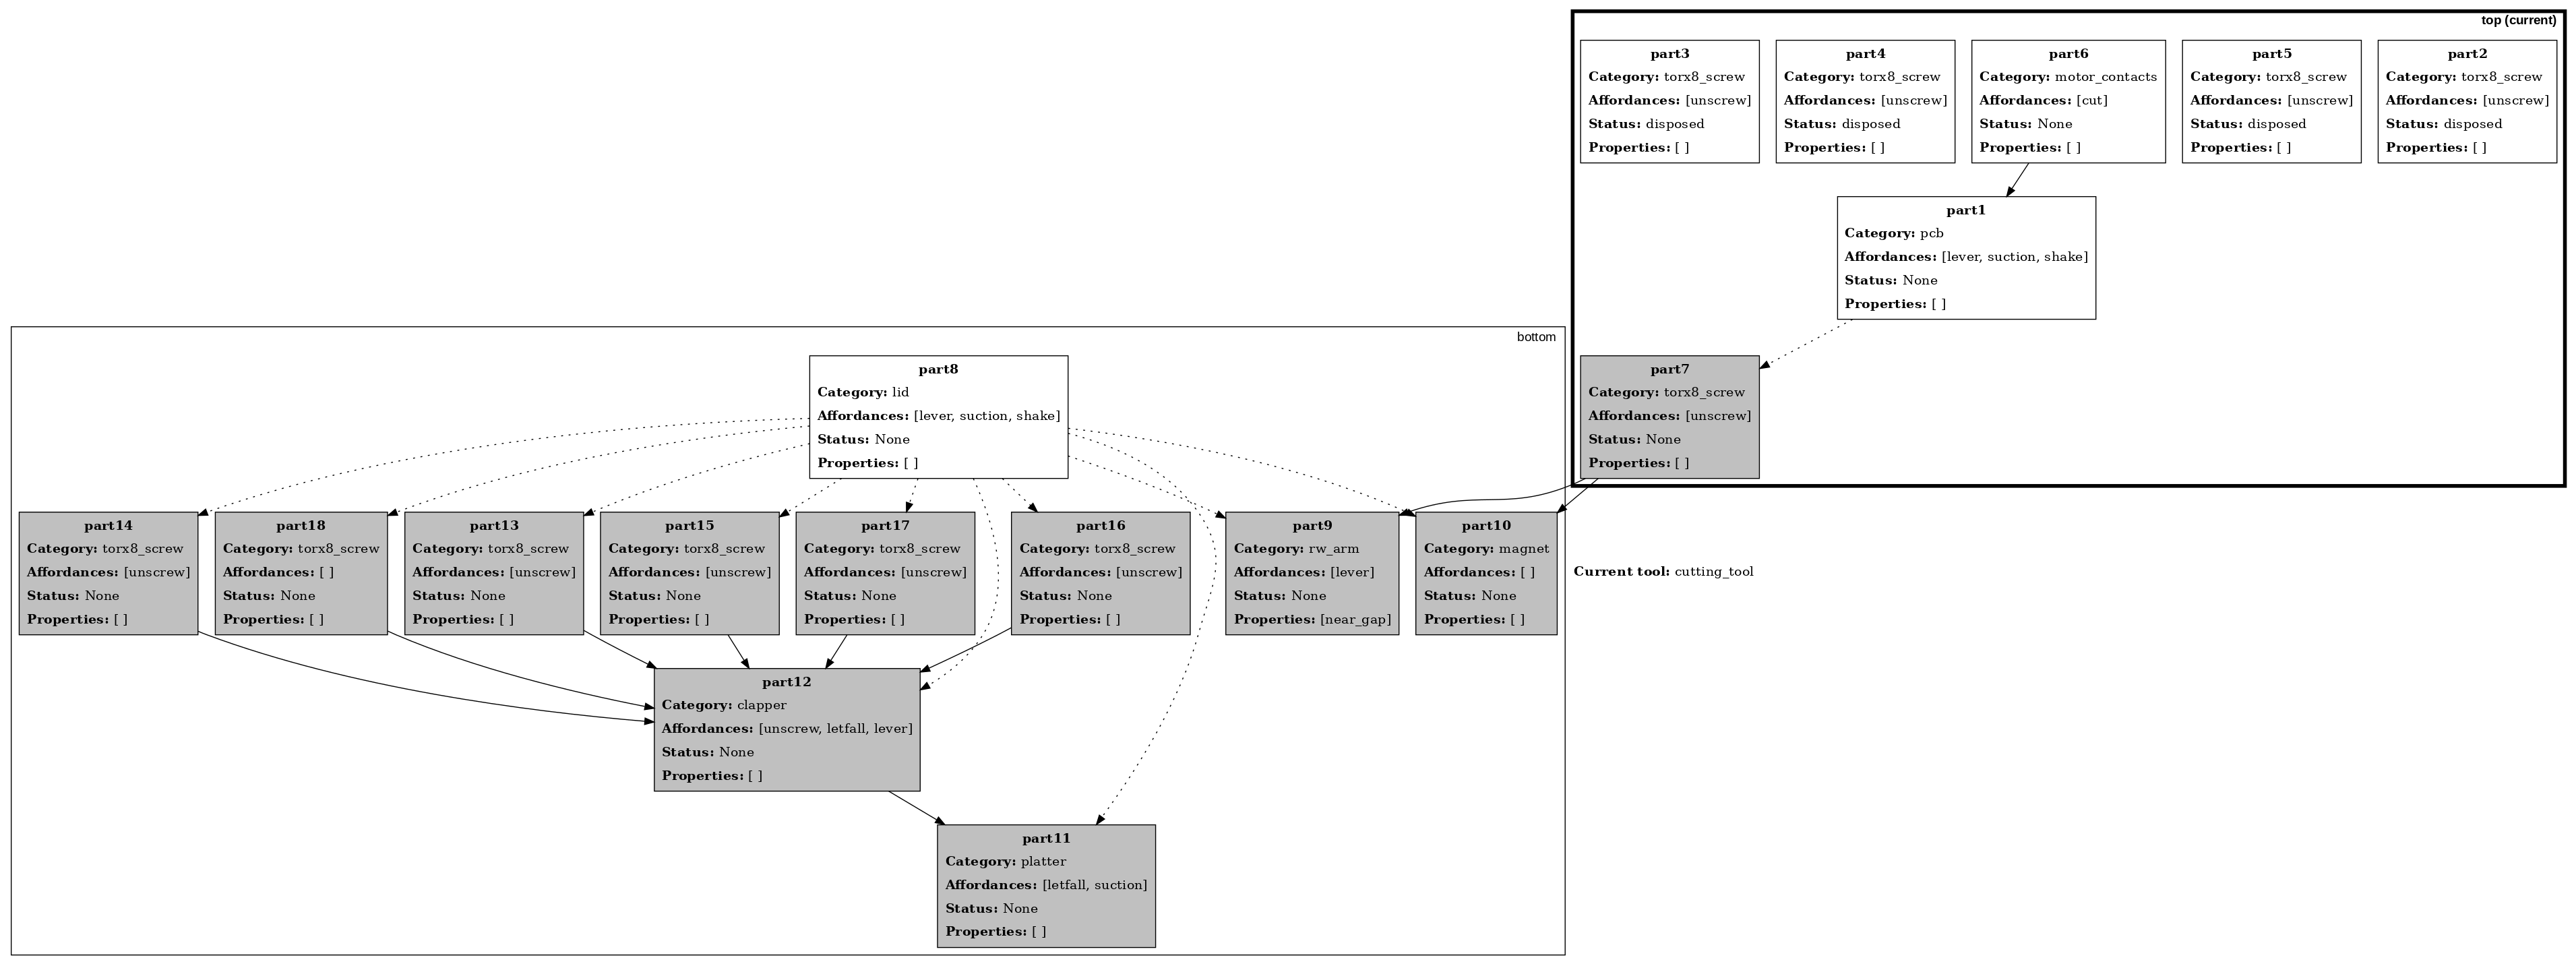 top (current)
part3
Category: torx8_screw
Affordances: [unscrew]
Status: disposed
Properties: [ ]
part4
Category: torx8_screw
Affordances: [unscrew]
Status: disposed
Properties: [ ]
part6
Category: motor_contacts
Affordances: [cut]
Status: None
Properties: [ ]
part5
Category: torx8_screw
Affordances: [unscrew]
Status: disposed
Properties: [ ]
part2
Category: torx8_screw
Affordances: [unscrew]
Status: disposed
Properties: [ ]
part1
Category: pcb
Affordances: [lever, suction, shake]
Status: None
Properties: [ ]
part7
Category: torx8_screw
Affordances: [unscrew]
Status: None
Properties: [ ]
bottom
part8
Category: lid
Affordances: [lever, suction, shake]
Status: None
Properties: [ ]
part14
Category: torx8_screw
Affordances: [unscrew]
Status: None
Properties: [ ]
part18
Category: torx8_screw
Affordances: [ ]
Status: None
Properties: [ ]
part13
Category: torx8_screw
Affordances: [unscrew]
Status: None
Properties: [ ]
part15
Category: torx8_screw
Affordances: [unscrew]
Status: None
Properties: [ ]
part17
Category: torx8_screw
Affordances: [unscrew]
Status: None
Properties: [ ]
part16
Category: torx8_screw
Affordances: [unscrew]
Status: None
Properties: [ ]
part9
Category: rw_arm
Affordances: [lever]
Status: None
Properties: [near_gap]
part10
Category: magnet
Affordances: [ ]
Status: None
Properties: [ ]
Current tool: cutting_tool
part12
Category: clapper
Affordances: [unscrew, letfall, lever]
Status: None
Properties: [ ]
part11
Category: platter
Affordances: [letfall, suction]
Status: None
Properties: [ ]